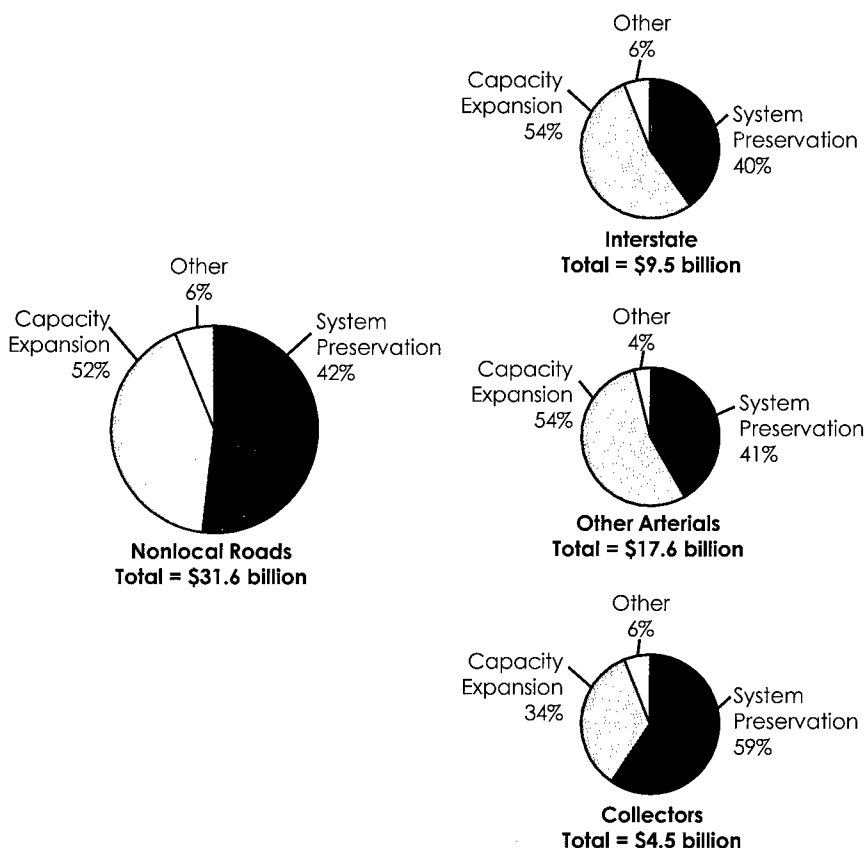 Other
6%
Capacity
Expansion
54%
System
Preservation
40%
Interstate
Total = $9.5 billion
Other
6%
Capacity
Expansion
52%
System
Preservation
42%
Nonlocal Roads
Total = $31.6 billion
Other
4%
Capacity
Expansion
54%
System
Preservation
41%
Other Arterials
Total = $17.6 billion
Other
6%
Capacity
Expansion
34%
System
Preservation
59%
Collectors
Total = $4.5 billion